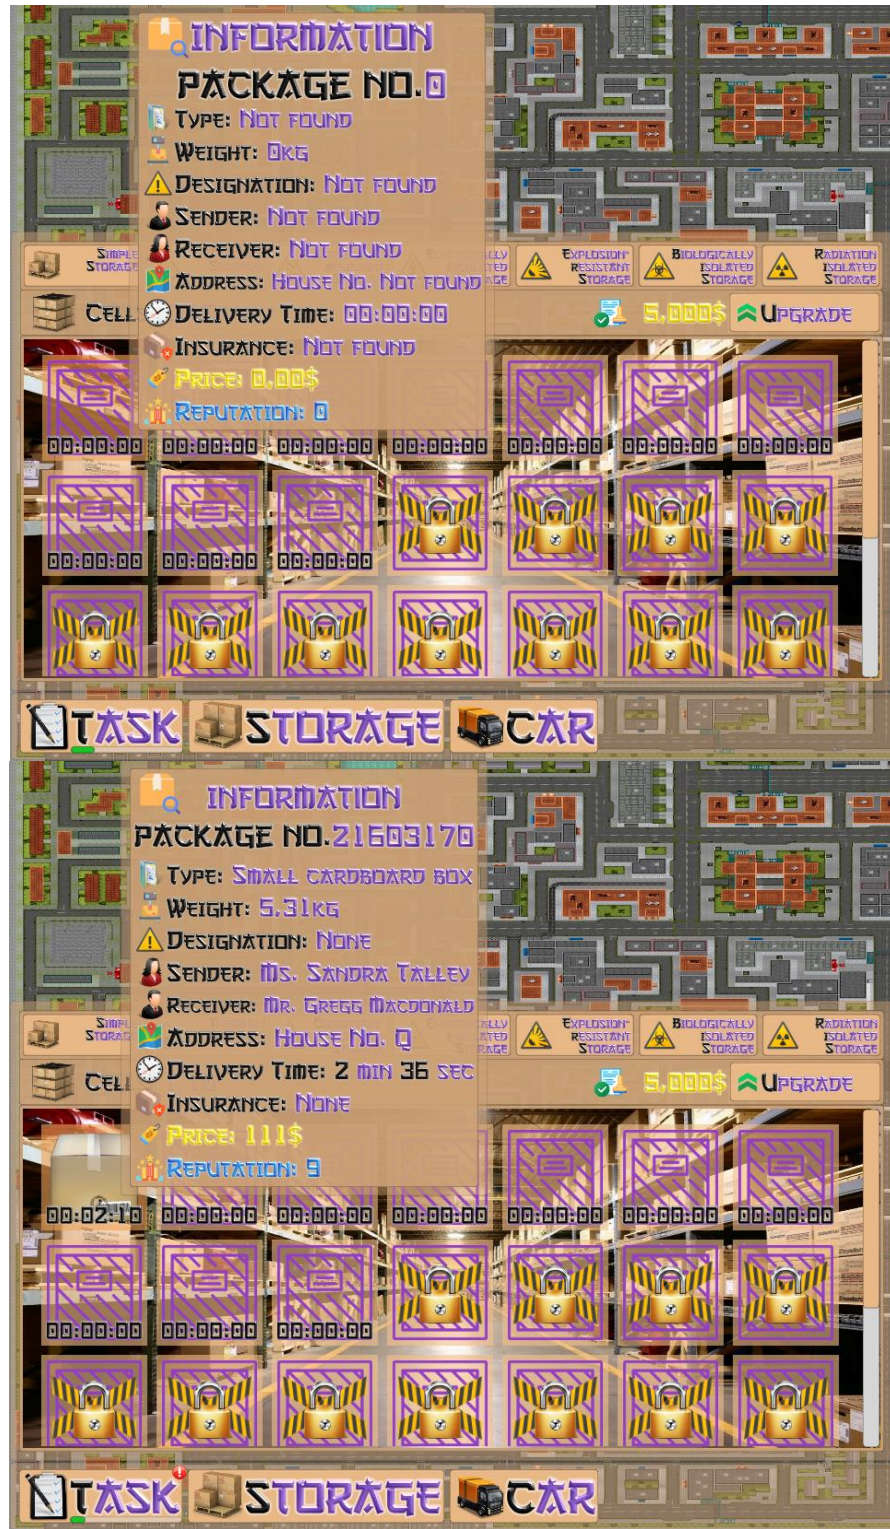 INFORMATION
PACKAGE NO.0
TYPE: NOT FOUND
WEIGHT: 0KG
DESIGNATION: NOT FOUND
SENDER: NOT FOUND
RECEIVER: NOT FOUND
ADDRESS: HOUSE NO. NOT FOUND
DELIVERY TIME: 00:00:00
INSURANCE: NOT FOUND
PRICE: 0,00$
REPUTATION: 0
EXPLOSION-
RESISTANT
STORAGE
BIOLOGICALLY
ISOLATED
STORAGE
RADIATION
ISOLATED
STORAGE
CELL
5,000$
UPGRADE
00:00:00 00:00:00 00:00:00 00:00:00 00:00:00 00:00:00 00:00:00
00:00:00 00:00:00 00:00:00
TASK STORAGE CAR
INFORMATION
PACKAGE NO.21603170
TYPE: SMALL CARDBOARD BOX
WEIGHT: 5,31KG
DESIGNATION: NONE
SENDER: MS. SANDRA TALLEY
RECEIVER: MR. GREGG MACDONALD
ADDRESS: HOUSE NO. Q
DELIVERY TIME: 2 MIN 36 SEC
INSURANCE: NONE
PRICE: 111$
REPUTATION: 9
EXPLOSION-
RESISTANT
STORAGE
BIOLOGICALLY
ISOLATED
STORAGE
RADIATION
ISOLATED
STORAGE
CELL
5,000$
UPGRADE
00:02:10 00:00:00 00:00:00 00:00:00 00:00:00 00:00:00 00:00:00
00:00:00 00:00:00 00:00:00
TASK STORAGE CAR